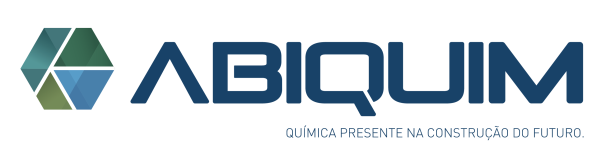 ABIQUIM
QUÍMICA PRESENTE NA CONSTRUÇÃO DO FUTURO.